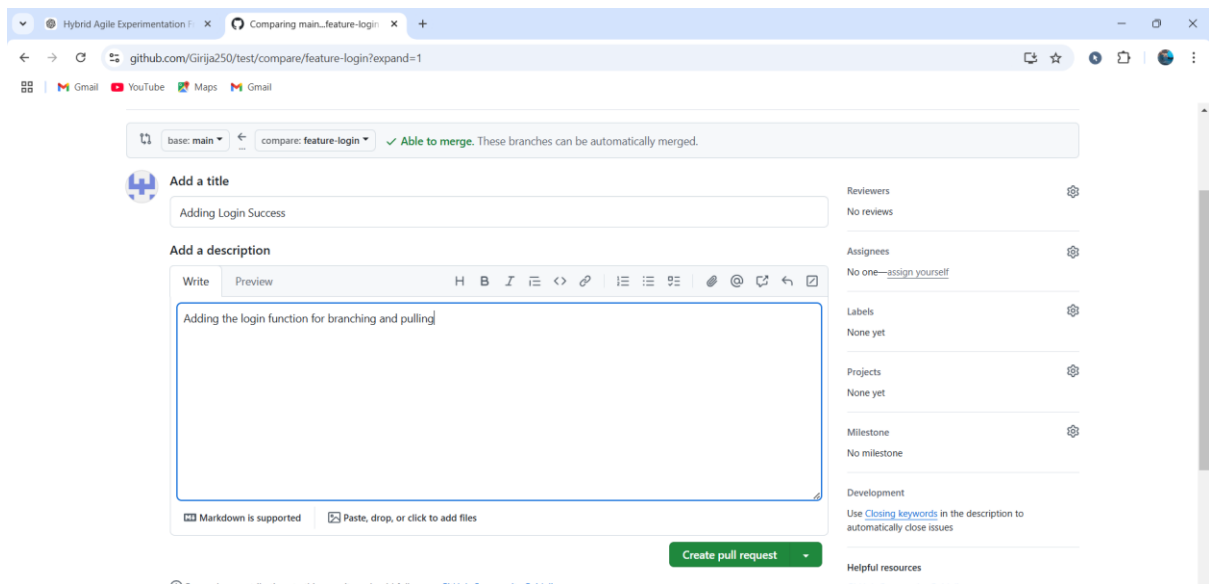 Hybrid Agile Experimentation F
Comparing main...feature-login
github.com/Girija250/test/compare/feature-login?expand=1
Gmail YouTube Maps Gmail
base: main compare: feature-login Able to merge. These branches can be automatically merged.
Add a title
Adding Login Success
Add a description
Write Preview
Adding the login function for branching and pulling
Markdown is supported Paste, drop, or click to add files
Create pull request
Reviewers
No reviews
Assignees
No one—assign yourself
Labels
None yet
Projects
None yet
Milestone
No milestone
Development
Use Closing keywords in the description to
automatically close issues
Helpful resources